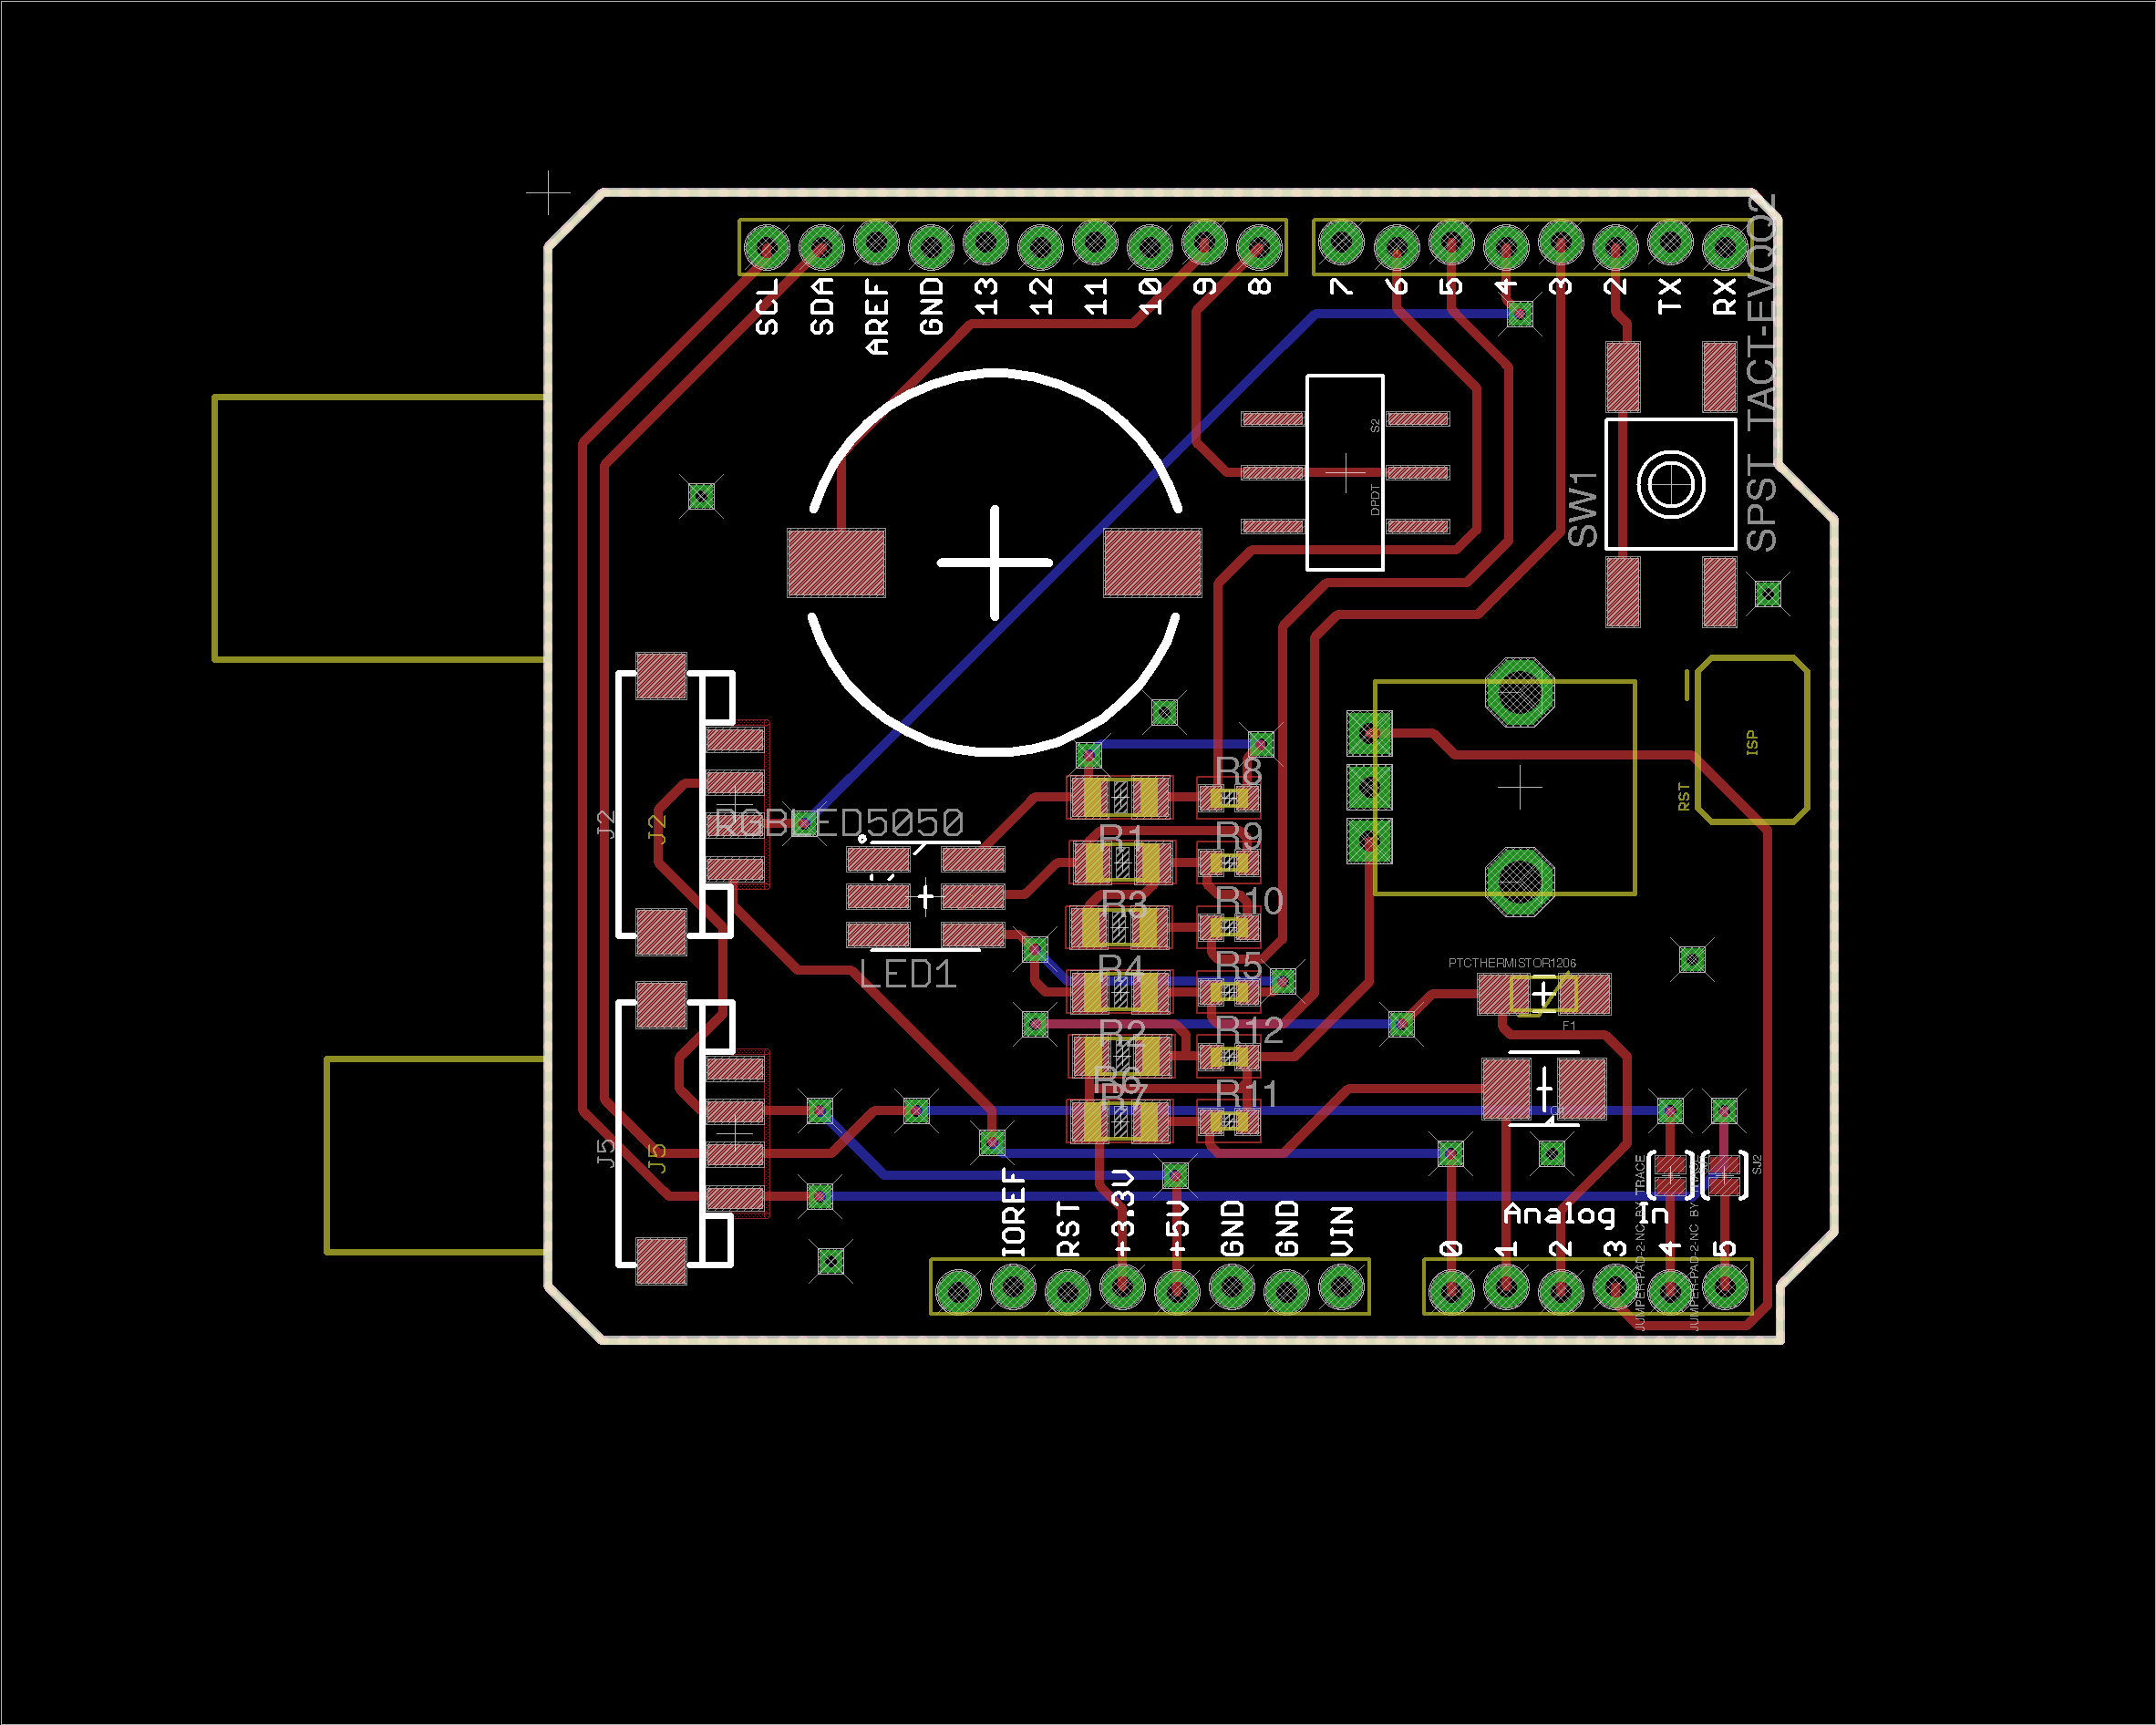 SCL
SDA
AREF
GND
13
12
11
10
9
8
7
6
5
4
3
2
TX
RX
SPST_TACT-EVQQ2
S2
DPDT
SW1
ISP
RST
J2
J2
RGBLED5050
LED1
R8
R1
R9
R3
R10
R4
R5
R2
R12
R6
R7
R11
PTCTHERMISTOR1206
F1
J5
J5
SJ2
JUMPER-PAD-2-NC_BY_TRACE
JUMPER-PAD-2-NC_BY
IOREF
RST
+3.3V
+5V
GND
GND
VIN
Analog In
0
1
2
3
4
5